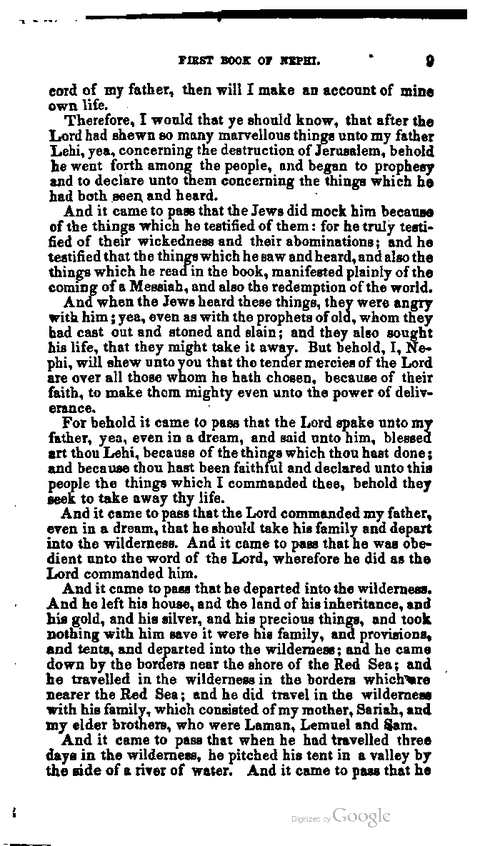 FIRST BOOK OF NEPHI. 9
cord of my father, then will I make an account of mine
own life.
Therefore, I would that ye should know, that after the
Lord had shewn so many marvellous things unto my father
Lehi, yea, concerning the destruction of Jerusalem, behold
he went forth among the people, and began to prophesy
and to declare unto them concerning the things which he
had both seen and heard.
And it came to pass that the Jews did mock him because
of the things which he testified of them: for he truly testi-
fied of their wickedness and their abominations; and he
testified that the things which he saw and heard, and also the
things which he read in the book, manifested plainly of the
coming of a Messiah, and also the redemption of the world.
And when the Jews heard these things, they were angry
with him; yea, even as with the prophets of old, whom they
had cast out and stoned and slain; and they also sought
his life, that they might take it away. But behold, I, Ne-
phi, will shew unto you that the tender mercies of the Lord
are over all those whom he hath chosen, because of their
faith, to make them mighty even unto the power of deliv-
erance.
For behold it came to pass that the Lord spake unto my
father, yea, even in a dream, and said unto him, blessed
art thou Lehi, because of the things which thou hast done;
and because thou hast been faithful and declared unto this
people the things which I commanded thee, behold they
seek to take away thy life.
And it came to pass that the Lord commanded my father,
even in a dream, that he should take his family and depart
into the wilderness. And it came to pass that he was obe-
dient unto the word of the Lord, wherefore he did as the
Lord commanded him.
And it came to pass that he departed into the wilderness.
And he left his house, and the land of his inheritance, and
his gold, and his silver, and his precious things, and took
nothing with him save it were his family, and provisions,
and tents, and departed into the wilderness; and he came
down by the borders near the shore of the Red Sea; and
he travelled in the wilderness in the borders which are
nearer the Red Sea; and he did travel in the wilderness
with his family, which consisted of my mother, Sariah, and
my elder brothers, who were Laman, Lemuel and Sam.
And it came to pass that when he had travelled three
days in the wilderness, he pitched his tent in a valley by
the side of a river of water. And it came to pass that he
Digitized by Google